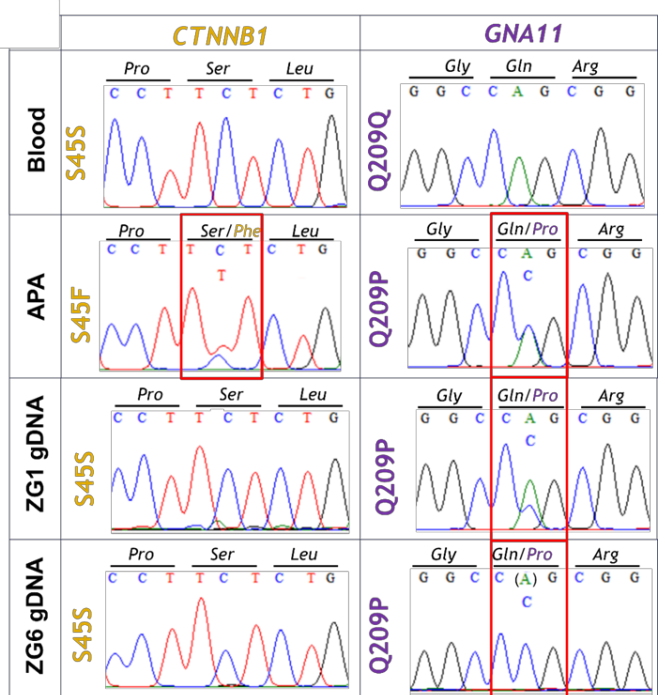 CTNNB1 GNA11
Blood
S45S
Pro Ser Leu
C C T T C T C T G
Q209Q
Gly Gln Arg
G G C C A G C G G
APA
S45F
Pro Ser/Phe Leu
C C T T C T C T G
T
Q209P
Gly Gln/Pro Arg
G G C C A G C G G
C
ZG1 gDNA
S45S
Pro Ser Leu
C C T T C T C T G
Q209P
Gly Gln/Pro Arg
G G C C A G C G G
C
ZG6 gDNA
S45S
Pro Ser Leu
C C T T C T C T G
Q209P
Gly Gln/Pro Arg
G G C C (A) G C G G
C